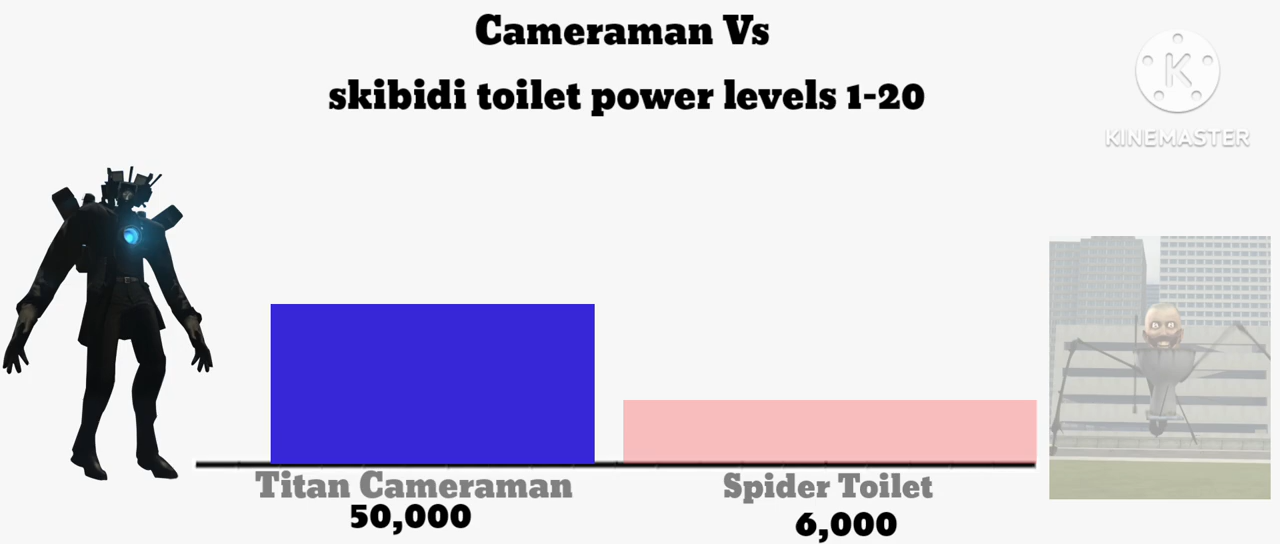 Cameraman Vs
skibidi toilet power levels 1-20
K
KINEMASTER
Titan Cameraman
50,000
Spider Toilet
6,000